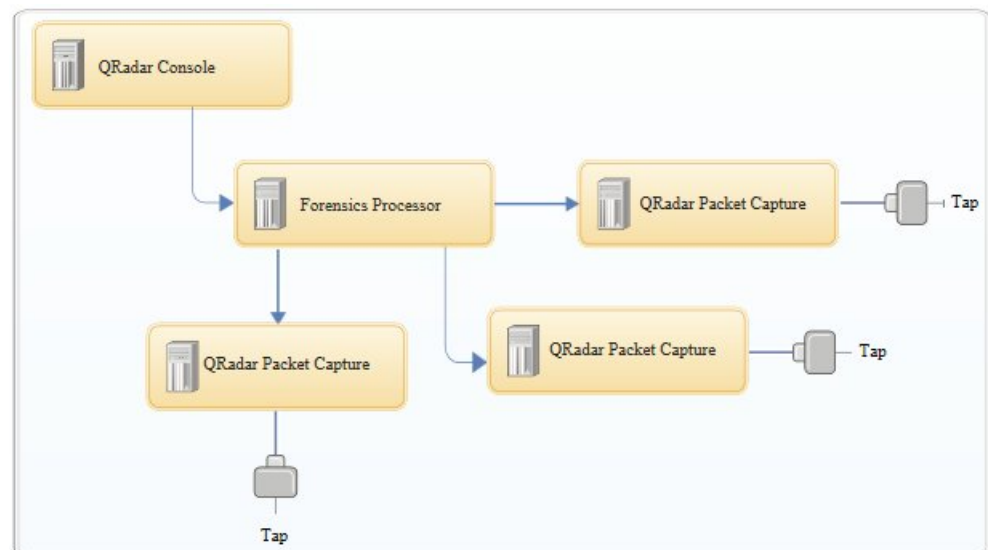 QRadar Console
Forensics Processor
QRadar Packet Capture
Tap
QRadar Packet Capture
Tap
QRadar Packet Capture
Tap